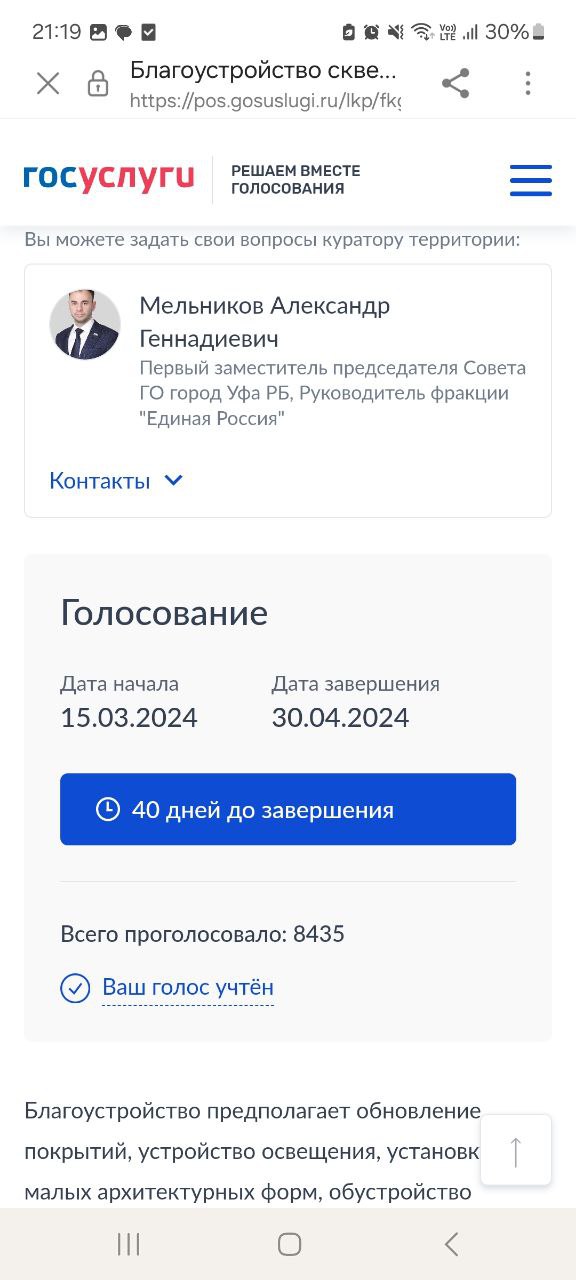 21:19
Vo))
LTE
30%
Благоустройство скве...
https://pos.gosuslugi.ru/lkp/fkg
госуслуги
РЕШАЕМ ВМЕСТЕ
ГОЛОСОВАНИЯ
Вы можете задать свои вопросы куратору территории:
Мельников Александр
Геннадиевич
Первый заместитель председателя Совета
ГО город Уфа РБ, Руководитель фракции
"Единая Россия"
Контакты
Голосование
Дата начала
Дата завершения
15.03.2024
30.04.2024
40 дней до завершения
Всего проголосовало: 8435
Ваш голос учтён
Благоустройство предполагает обновление
покрытий, устройство освещения, установк
малых архитектурных форм, обустройство